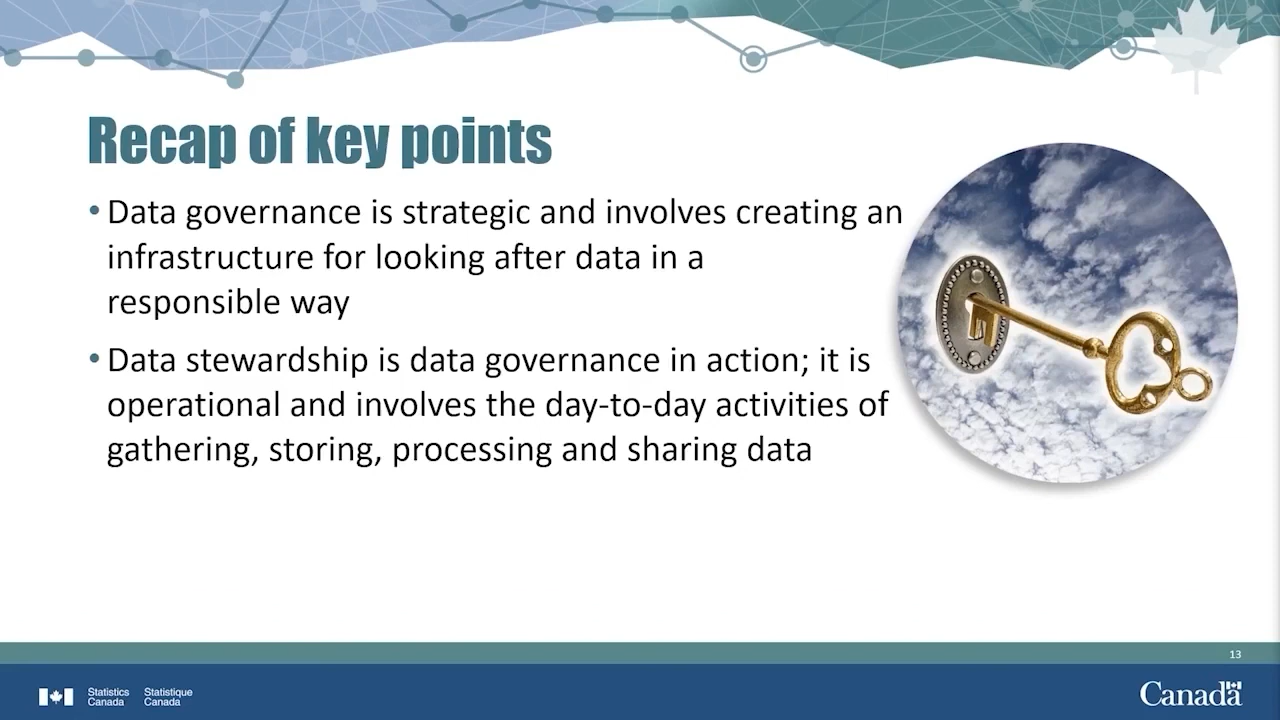 Recap of key points
• Data governance is strategic and involves creating an
infrastructure for looking after data in a
responsible way
• Data stewardship is data governance in action; it is
operational and involves the day-to-day activities of
gathering, storing, processing and sharing data
13
Statistics Statistique
Canada Canada
Canada